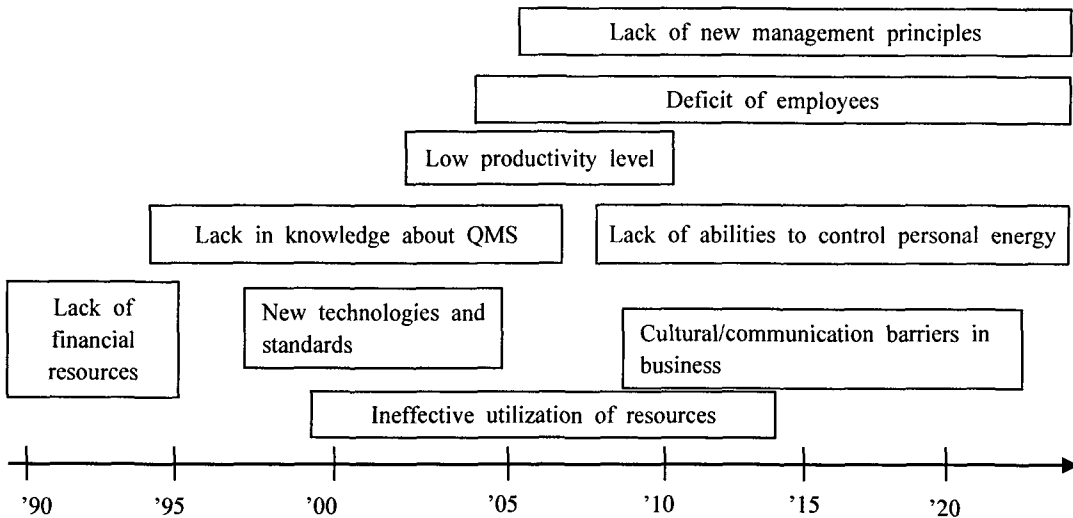 Lack of new management principles
Deficit of employees
Low productivity level
Lack in knowledge about QMS
Lack of abilities to control personal energy
Lack of
financial
resources
New technologies and
standards
Cultural/communication barriers in
business
Ineffective utilization of resources
'90 '95 '00 '05 '10 '15 '20